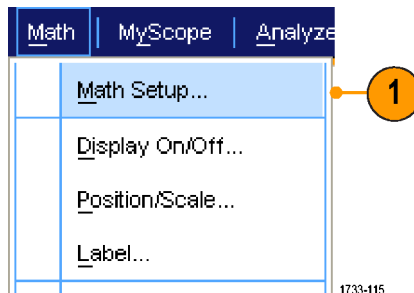 Math MyScope Analyze
Math Setup...
1
Display On/Off...
Position/Scale...
Label...
1733-115